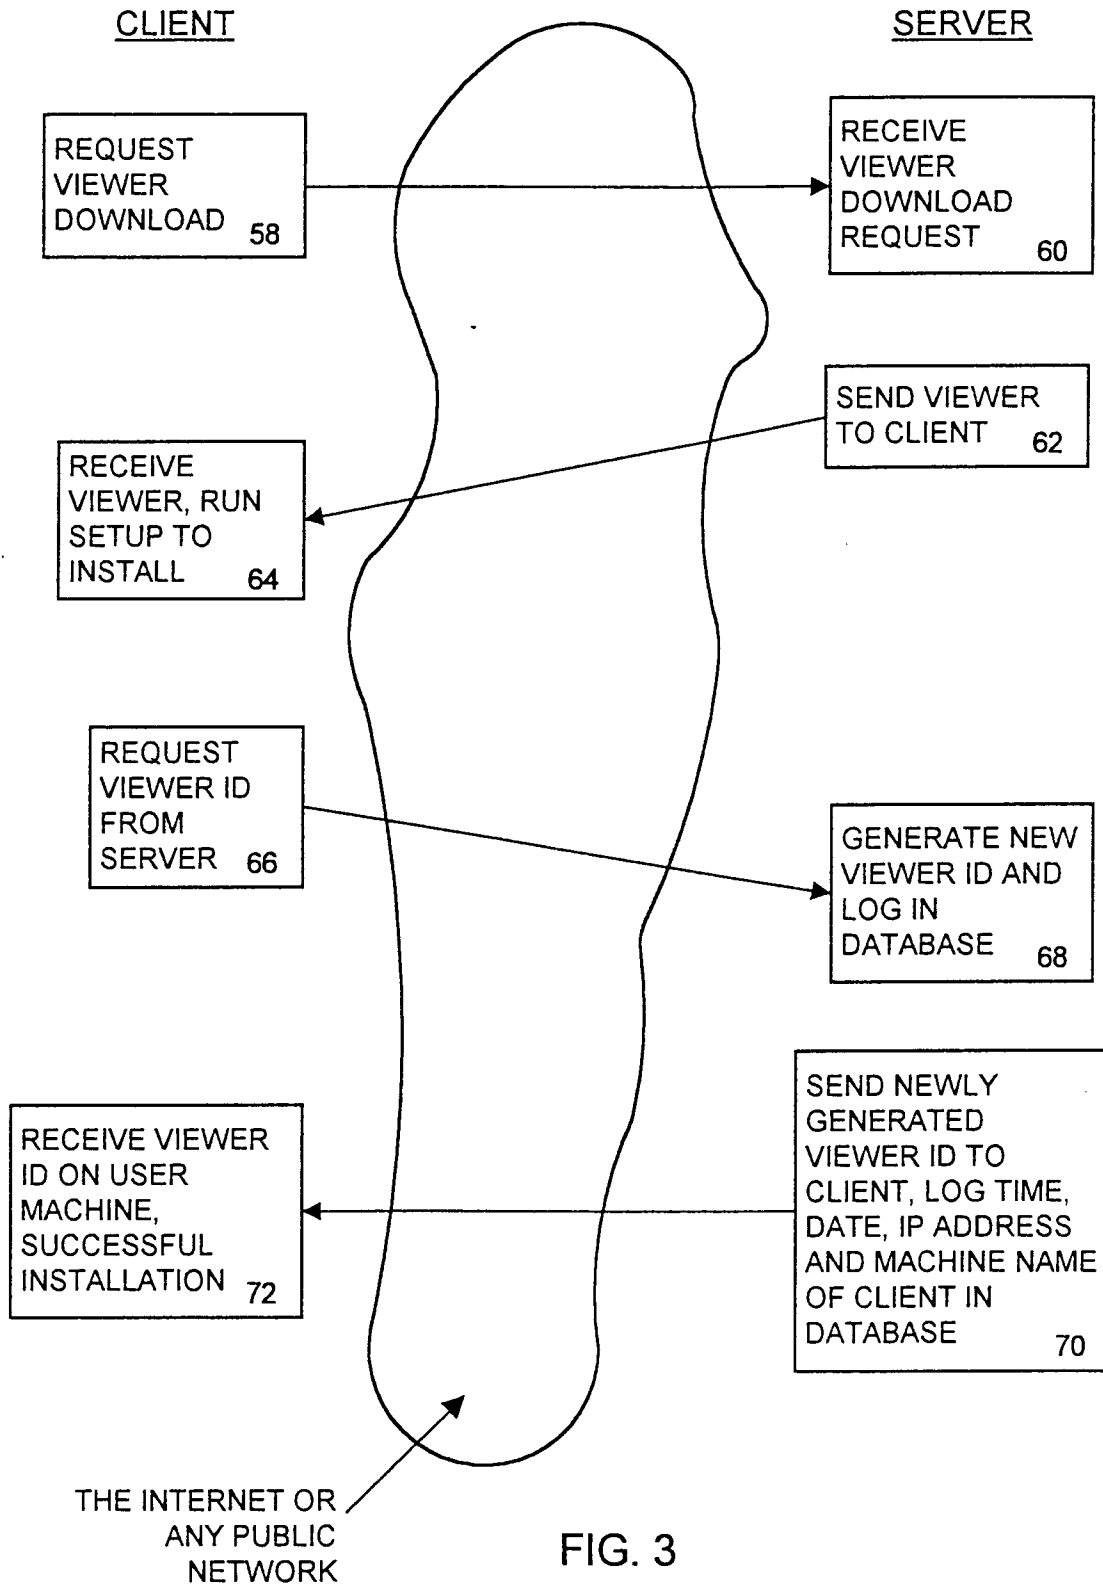 CLIENT
SERVER
REQUEST
VIEWER
DOWNLOAD
58
RECEIVE
VIEWER
DOWNLOAD
REQUEST
60
SEND VIEWER
TO CLIENT
62
RECEIVE
VIEWER, RUN
SETUP TO
INSTALL
64
REQUEST
VIEWER ID
FROM
SERVER
66
GENERATE NEW
VIEWER ID AND
LOG IN
DATABASE
68
SEND NEWLY
GENERATED
VIEWER ID TO
CLIENT, LOG TIME,
DATE, IP ADDRESS
AND MACHINE NAME
OF CLIENT IN
DATABASE
70
RECEIVE VIEWER
ID ON USER
MACHINE,
SUCCESSFUL
INSTALLATION
72
THE INTERNET OR
ANY PUBLIC
NETWORK
FIG. 3